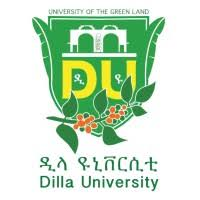 UNIVERSITY OF THE GREEN LAND
DU
ዲ ዩ
ዲላ ዩኒቨርሲቲ
Dilla University